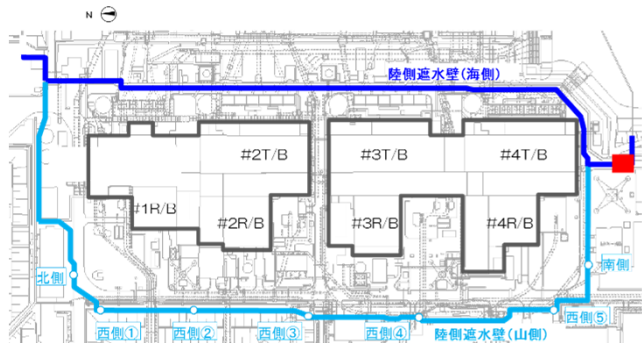 N
陸側遮水壁(海側)
#2T/B
#3T/B
#4T/B
#1R/B
#2R/B
#3R/B
#4R/B
北側
南側
西側①
西側②
西側③
西側④
陸側遮水壁(山側)
西側⑤